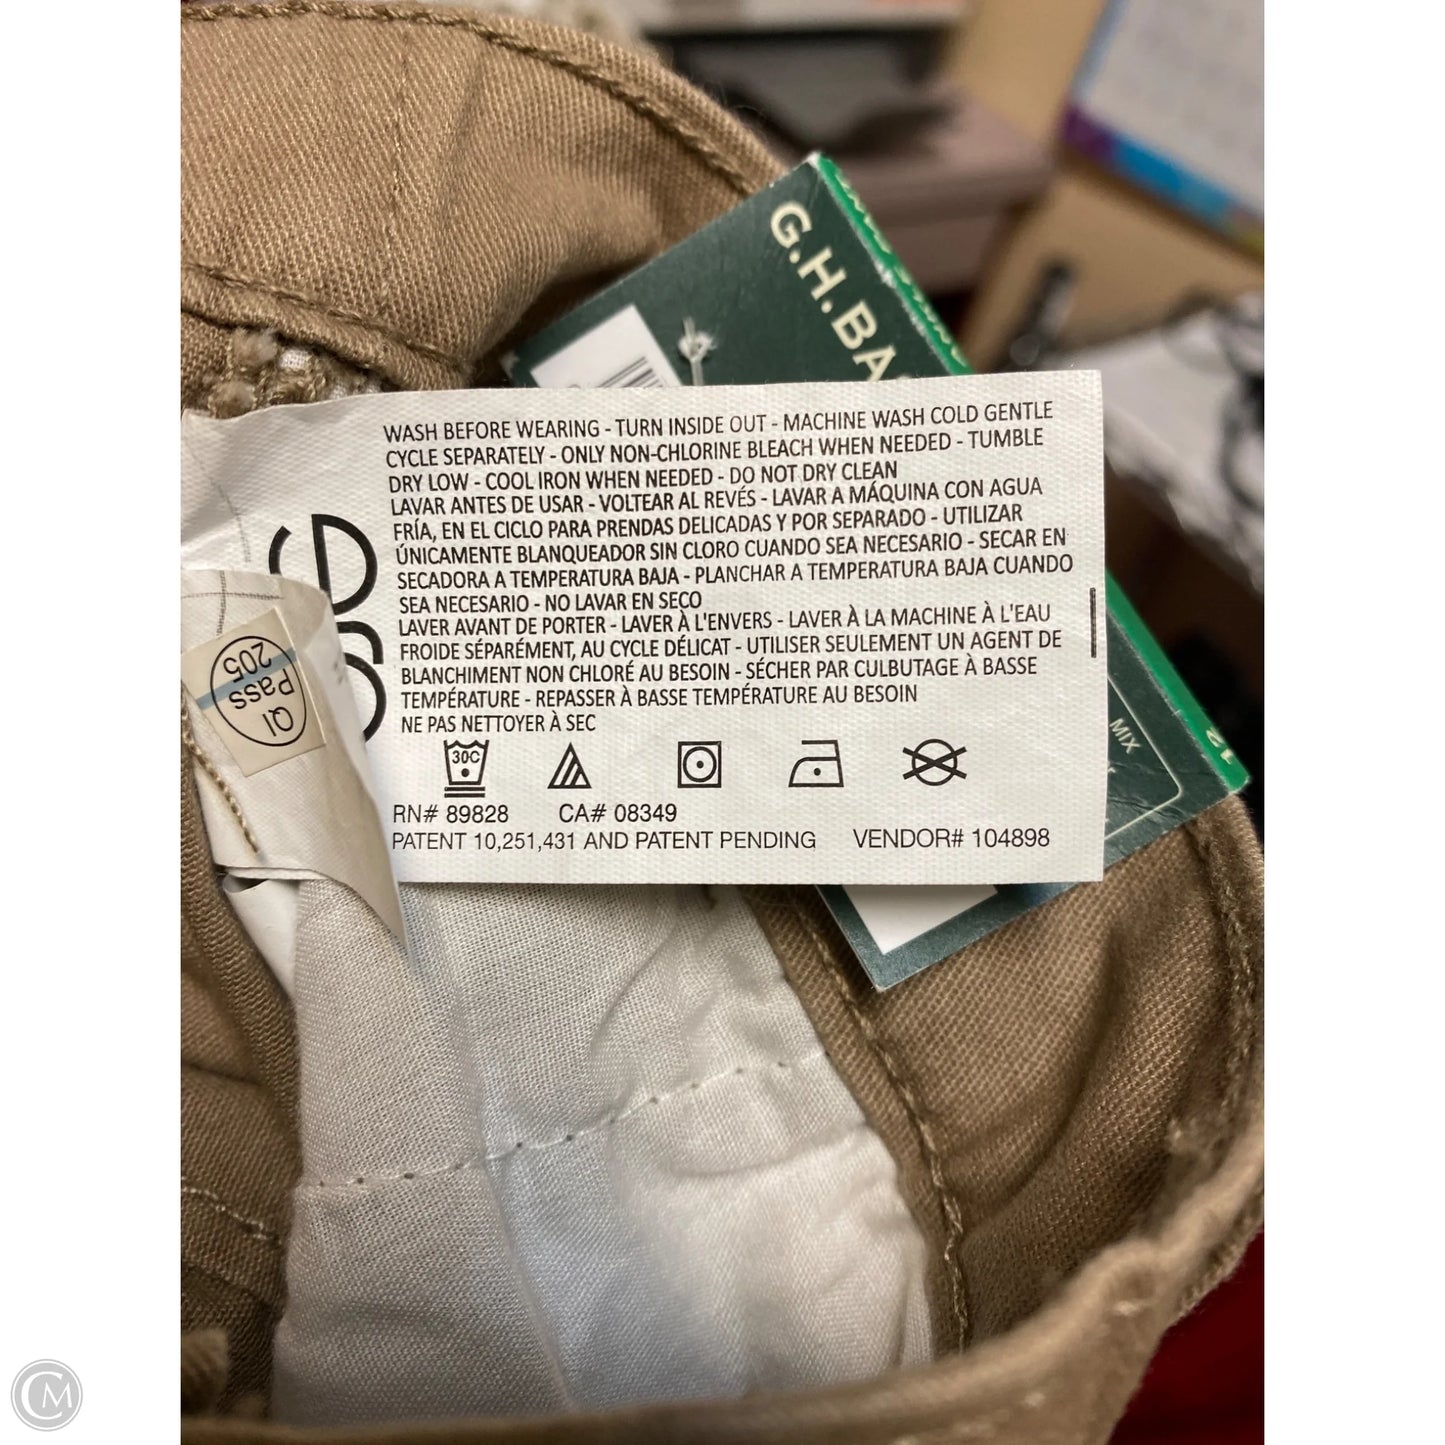 G.H.BA
WASH BEFORE WEARING - TURN INSIDE OUT - MACHINE WASH COLD GENTLE
CYCLE SEPARATELY - ONLY NON-CHLORINE BLEACH WHEN NEEDED - TUMBLE
DRY LOW - COOL IRON WHEN NEEDED - DO NOT DRY CLEAN
LAVAR ANTES DE USAR - VOLTEAR AL REVÉS - LAVAR A MÁQUINA CON AGUA
FRÍA, EN EL CICLO PARA PRENDAS DELICADAS Y POR SEPARADO - UTILIZAR
ÚNICAMENTE BLANQUEADOR SIN CLORO CUANDO SEA NECESARIO - SECAR EN
SECADORA A TEMPERATURA BAJA - PLANCHAR A TEMPERATURA BAJA CUANDO
SEA NECESARIO - NO LAVAR EN SECO
LAVER AVANT DE PORTER - LAVER À L'ENVERS - LAVER À LA MACHINE À L'EAU
FROIDE SÉPARÉMENT, AU CYCLE DÉLICAT - UTILISER SEULEMENT UN AGENT DE
BLANCHIMENT NON CHLORÉ AU BESOIN - SÉCHER PAR CULBUTAGE À BASSE
TEMPÉRATURE - REPASSER À BASSE TEMPÉRATURE AU BESOIN
NE PAS NETTOYER À SEC
30C
RN# 89828 CA# 08349
PATENT 10,251,431 AND PATENT PENDING VENDOR# 104898
QI
Pass
205
MIX
12
CM